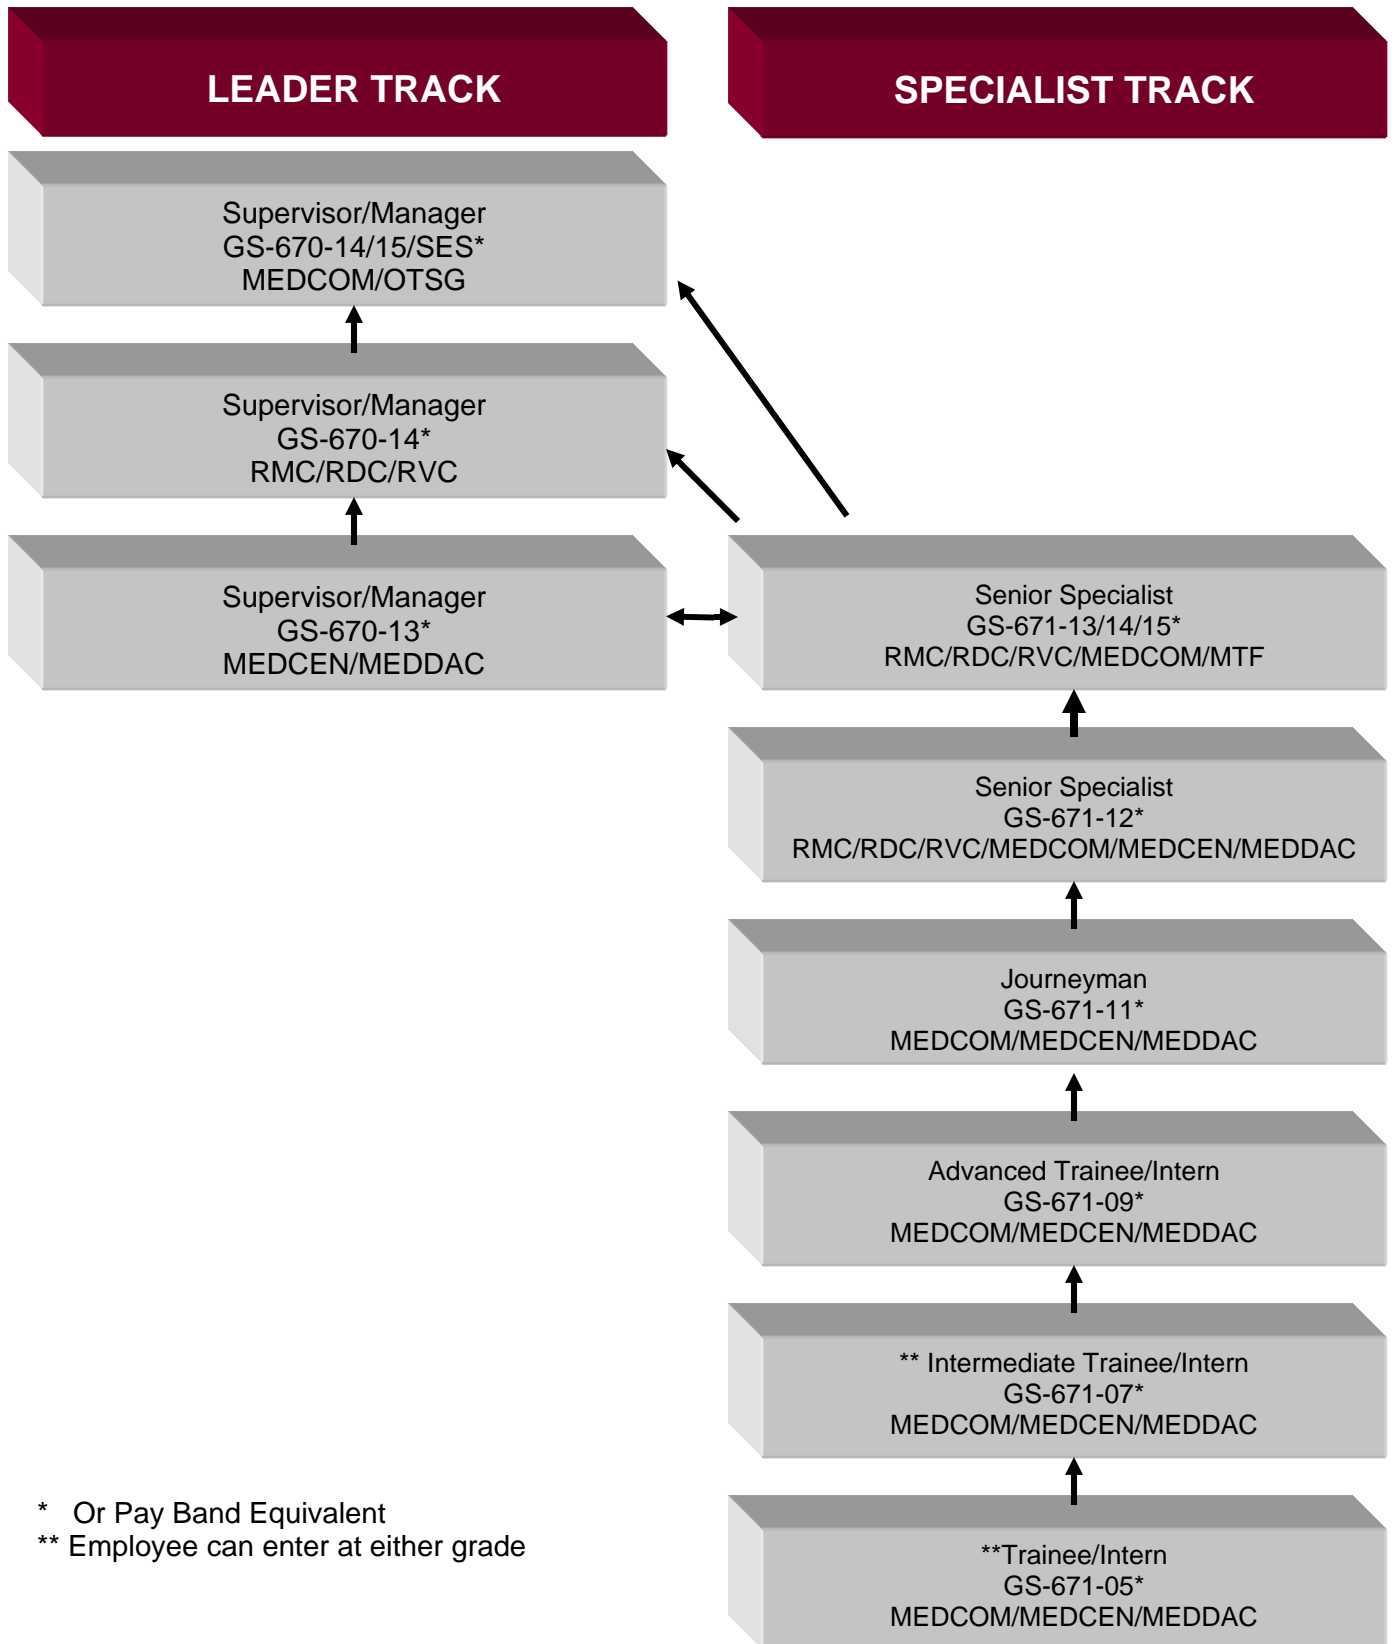 LEADER TRACK
Supervisor/Manager
GS-670-14/15/SES*
MEDCOM/OTSG
Supervisor/Manager
GS-670-14*
RMC/RDC/RVC
Supervisor/Manager
GS-670-13*
MEDCEN/MEDDAC
SPECIALIST TRACK
Senior Specialist
GS-671-13/14/15*
RMC/RDC/RVC/MEDCOM/MTF
Senior Specialist
GS-671-12*
RMC/RDC/RVC/MEDCOM/MEDCEN/MEDDAC
Journeyman
GS-671-11*
MEDCOM/MEDCEN/MEDDAC
Advanced Trainee/Intern
GS-671-09*
MEDCOM/MEDCEN/MEDDAC
** Intermediate Trainee/Intern
GS-671-07*
MEDCOM/MEDCEN/MEDDAC
**Trainee/Intern
GS-671-05*
MEDCOM/MEDCEN/MEDDAC
* Or Pay Band Equivalent
** Employee can enter at either grade